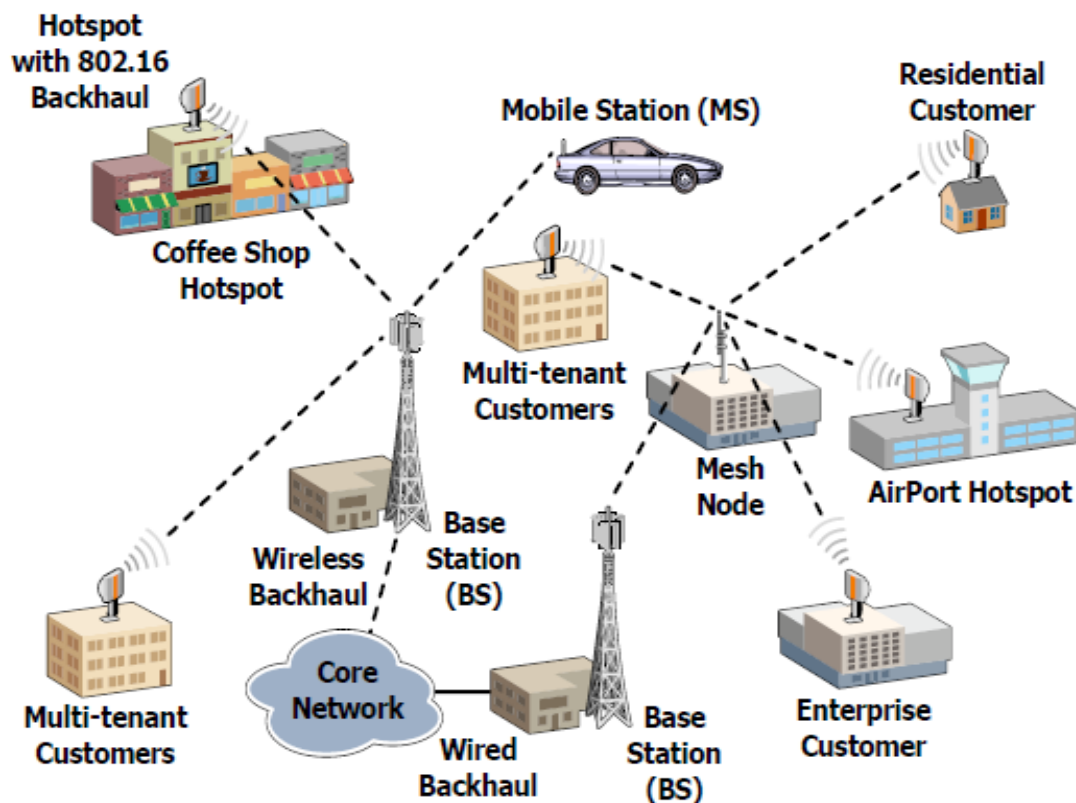 Hotspot
with 802.16
Backhaul
Mobile Station (MS)
Residential
Customer
Coffee Shop
Hotspot
Multi-tenant
Customers
Mesh
Node
AirPort Hotspot
Wireless
Backhaul
Base
Station
(BS)
Multi-tenant
Customers
Core
Network
Wired
Backhaul
Base
Station
(BS)
Enterprise
Customer